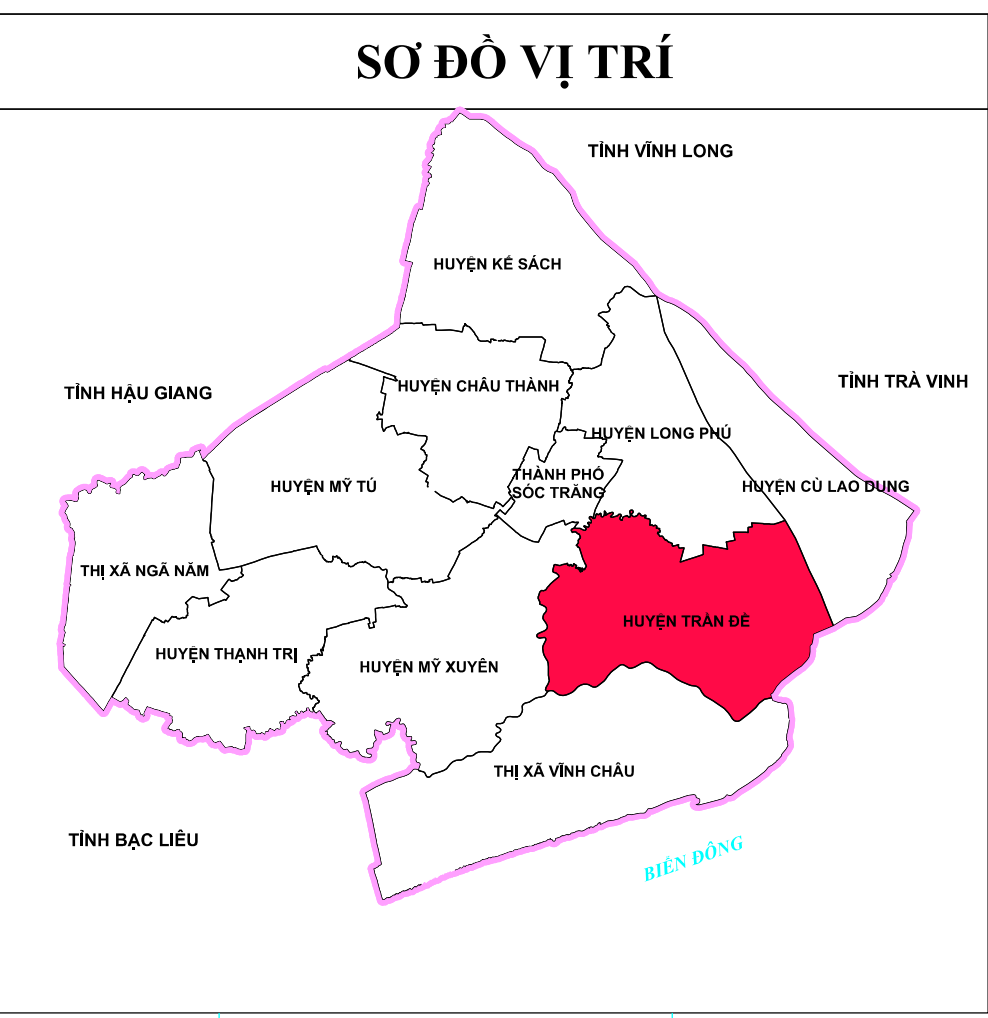 SƠ ĐỒ VỊ TRÍ
TỈNH VĨNH LONG
HUYỆN KẾ SÁCH
TỈNH TRÀ VINH
HUYỆN CHÂU THÀNH
TỈNH HẬU GIANG
HUYỆN LONG PHÚ
THÀNH PHỐ
SÓC TRĂNG
HUYỆN MỸ TÚ
HUYỆN CÙ LAO DUNG
THỊ XÃ NGÃ NĂM
HUYỆN TRẦN ĐỀ
HUYỆN THẠNH TRỊ
HUYỆN MỸ XUYÊN
THỊ XÃ VĨNH CHÂU
TỈNH BẠC LIÊU
BIỂN ĐÔNG